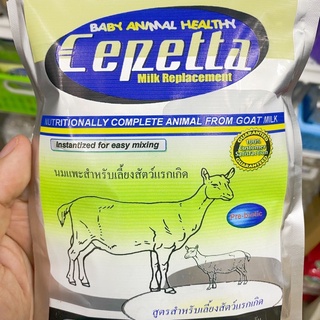 BABY ANIMAL HEALTHY
Cepetta
Milk Replacement
NUTRITIONALLY COMPLETE ANIMAL FROM GOAT MILK
Instantized for easy mixing
นมแพะสำหรับเลี้ยงสัตว์แรกเกิด
สูตรสำหรับเลี้ยงสัตว์แรกเกิด